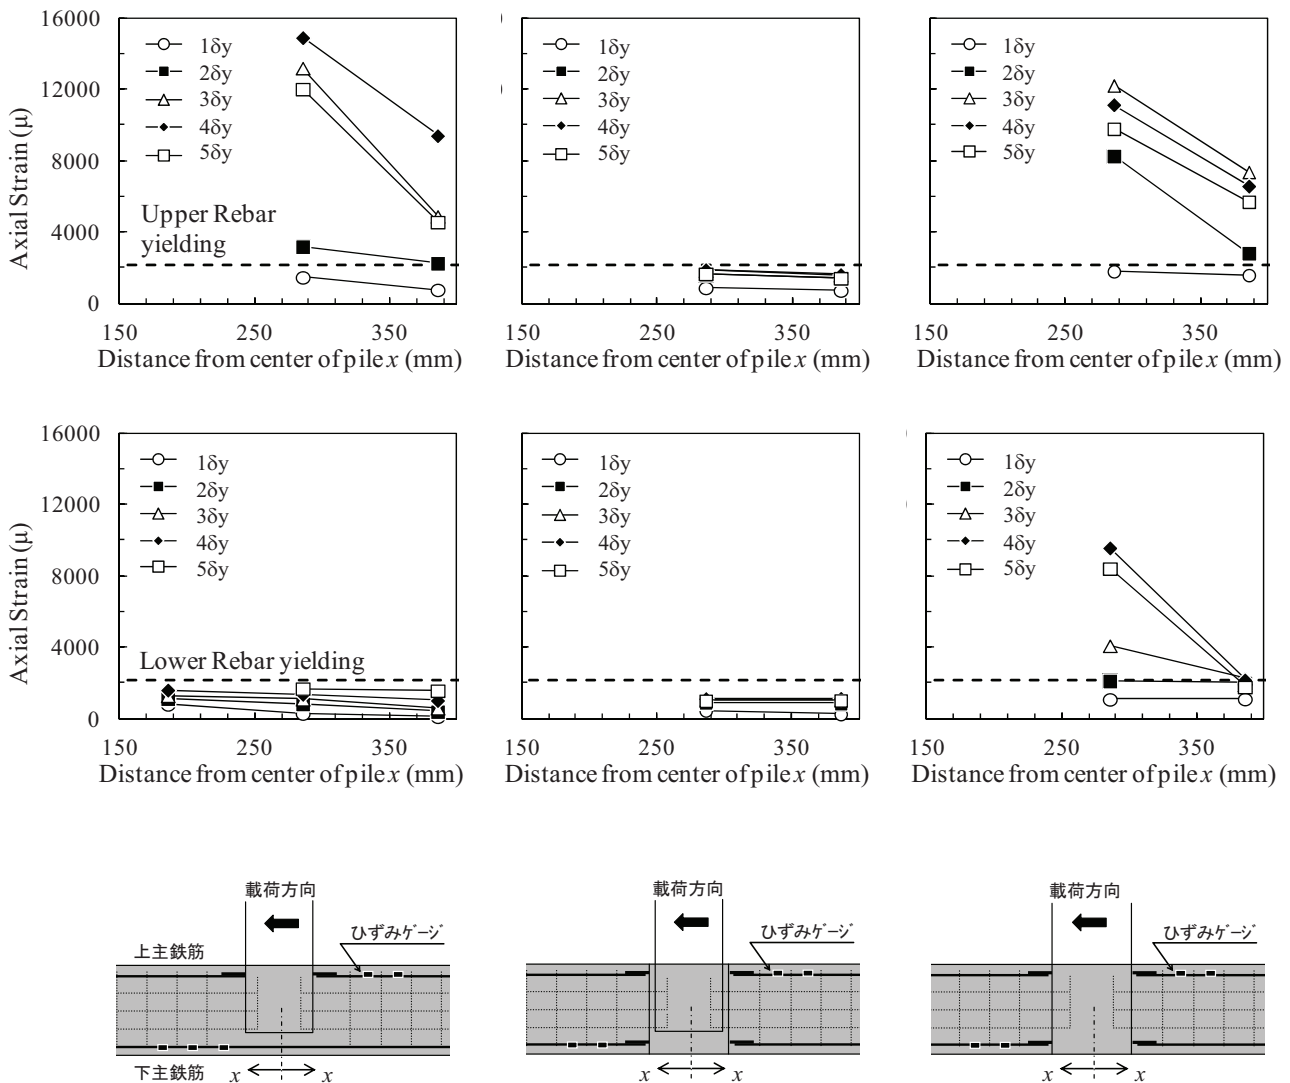 16000
12000
8000
4000
0
Axial Strain (μ)
1δy
2δy
3δy
4δy
5δy
Upper Rebar
yielding
150 250 350
Distance from center of pile x (mm)
1δy
2δy
3δy
4δy
5δy
150 250 350
Distance from center of pile x (mm)
1δy
2δy
3δy
4δy
5δy
150 250 350
Distance from center of pile x (mm)
16000
12000
8000
4000
0
Axial Strain (μ)
1δy
2δy
3δy
4δy
5δy
Lower Rebar yielding
150 250 350
Distance from center of pile x (mm)
1δy
2δy
3δy
4δy
5δy
150 250 350
Distance from center of pile x (mm)
1δy
2δy
3δy
4δy
5δy
150 250 350
Distance from center of pile x (mm)
載荷方向
ひずみゲージ
上主鉄筋
下主鉄筋
x x
載荷方向
ひずみゲージ
x x
載荷方向
ひずみゲージ
x x